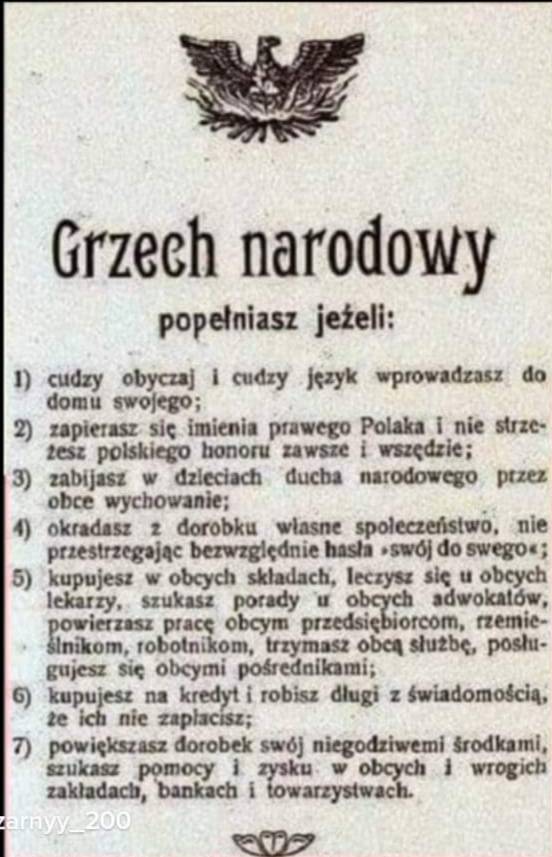 Grzech narodowy
popełniasz jeżeli:
1) cudzy obyczaj i cudzy język wprowadzasz do
domu swojego;
2) zapierasz się imienia prawego Polaka i nie strze-
żesz polskiego honoru zawsze i wszędzie;
3) zabijasz w dzieciach ducha narodowego przez
obce wychowanie;
4) okradasz z dorobku własne społeczeństwo, nie
przestrzegając bezwzględnie hasła »swój do swego«;
5) kupujesz w obcych składach, leczysz się u obcych
lekarzy, szukasz porady u obcych adwokatów,
powierzasz pracę obcym przedsiębiorcom, rzemie-
ślnikom, robotnikom, trzymasz obcą służbę, posłu-
gujesz się obcymi pośrednikami;
6) kupujesz na kredyt i robisz długi z świadomością,
że ich nie zapłacisz;
7) powiększasz dorobek swój niegodziwemi środkami,
szukasz pomocy i zysku w obcych i wrogich
zakładach, bankach i towarzystwach.
zarnyy_200